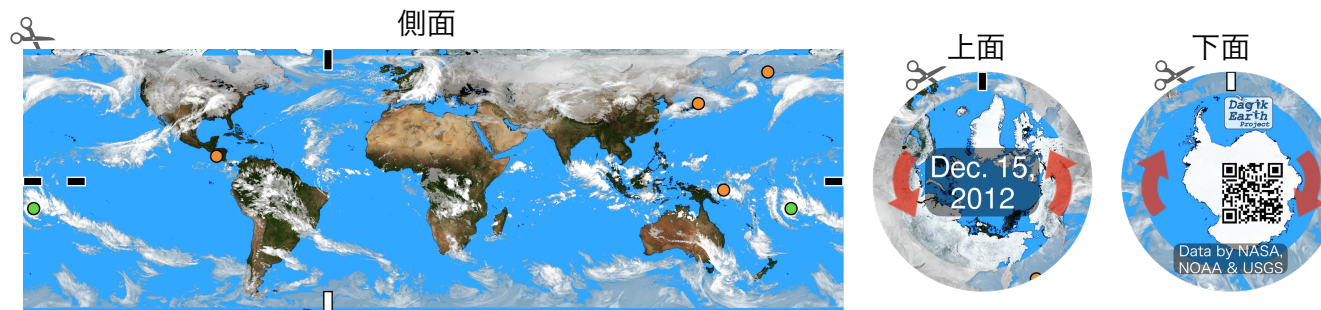 側面
上面
下面
Dec. 15,
2012
Dagik
Earth
Project
Data by NASA,
NOAA & USGS